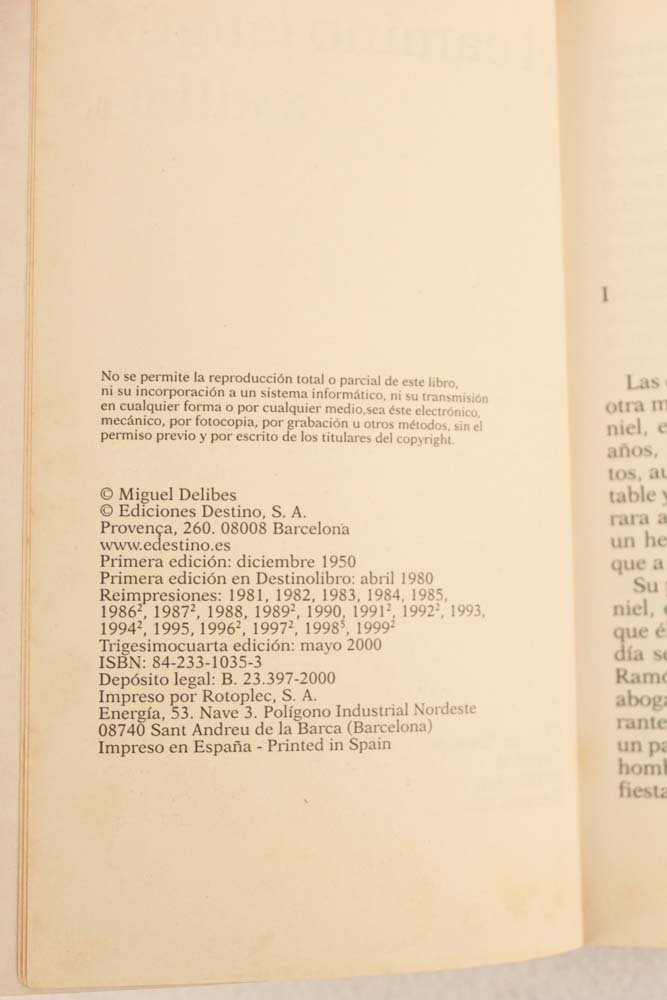 No se permite la reproducción total o parcial de este libro,
ni su incorporación a un sistema informático, ni su transmisión
en cualquier forma o por cualquier medio,sea éste electrónico,
mecánico, por fotocopia, por grabación u otros métodos, sin el
permiso previo y por escrito de los titulares del copyright.
© Miguel Delibes
© Ediciones Destino, S. A.
Provença, 260. 08008 Barcelona
www.edestino.es
Primera edición: diciembre 1950
Primera edición en Destinolibro: abril 1980
Reimpresiones: 1981, 1982, 1983, 1984, 1985,
1986², 1987², 1988, 1989², 1990, 1991², 1992², 1993,
1994², 1995, 1996², 1997², 1998⁵, 1999²
Trigesimocuarta edición: mayo 2000
ISBN: 84-233-1035-3
Depósito legal: B. 23.397-2000
Impreso por Rotoplec, S. A.
Energía, 53. Nave 3. Polígono Industrial Nordeste
08740 Sant Andreu de la Barca (Barcelona)
Impreso en España - Printed in Spain
1
Las
otra m
niel, e
años,
tos, au
table y
rara a
un he
que a
Su
niel,
que é
día se
Ramó
aboga
rante
un pa
homb
fiesta